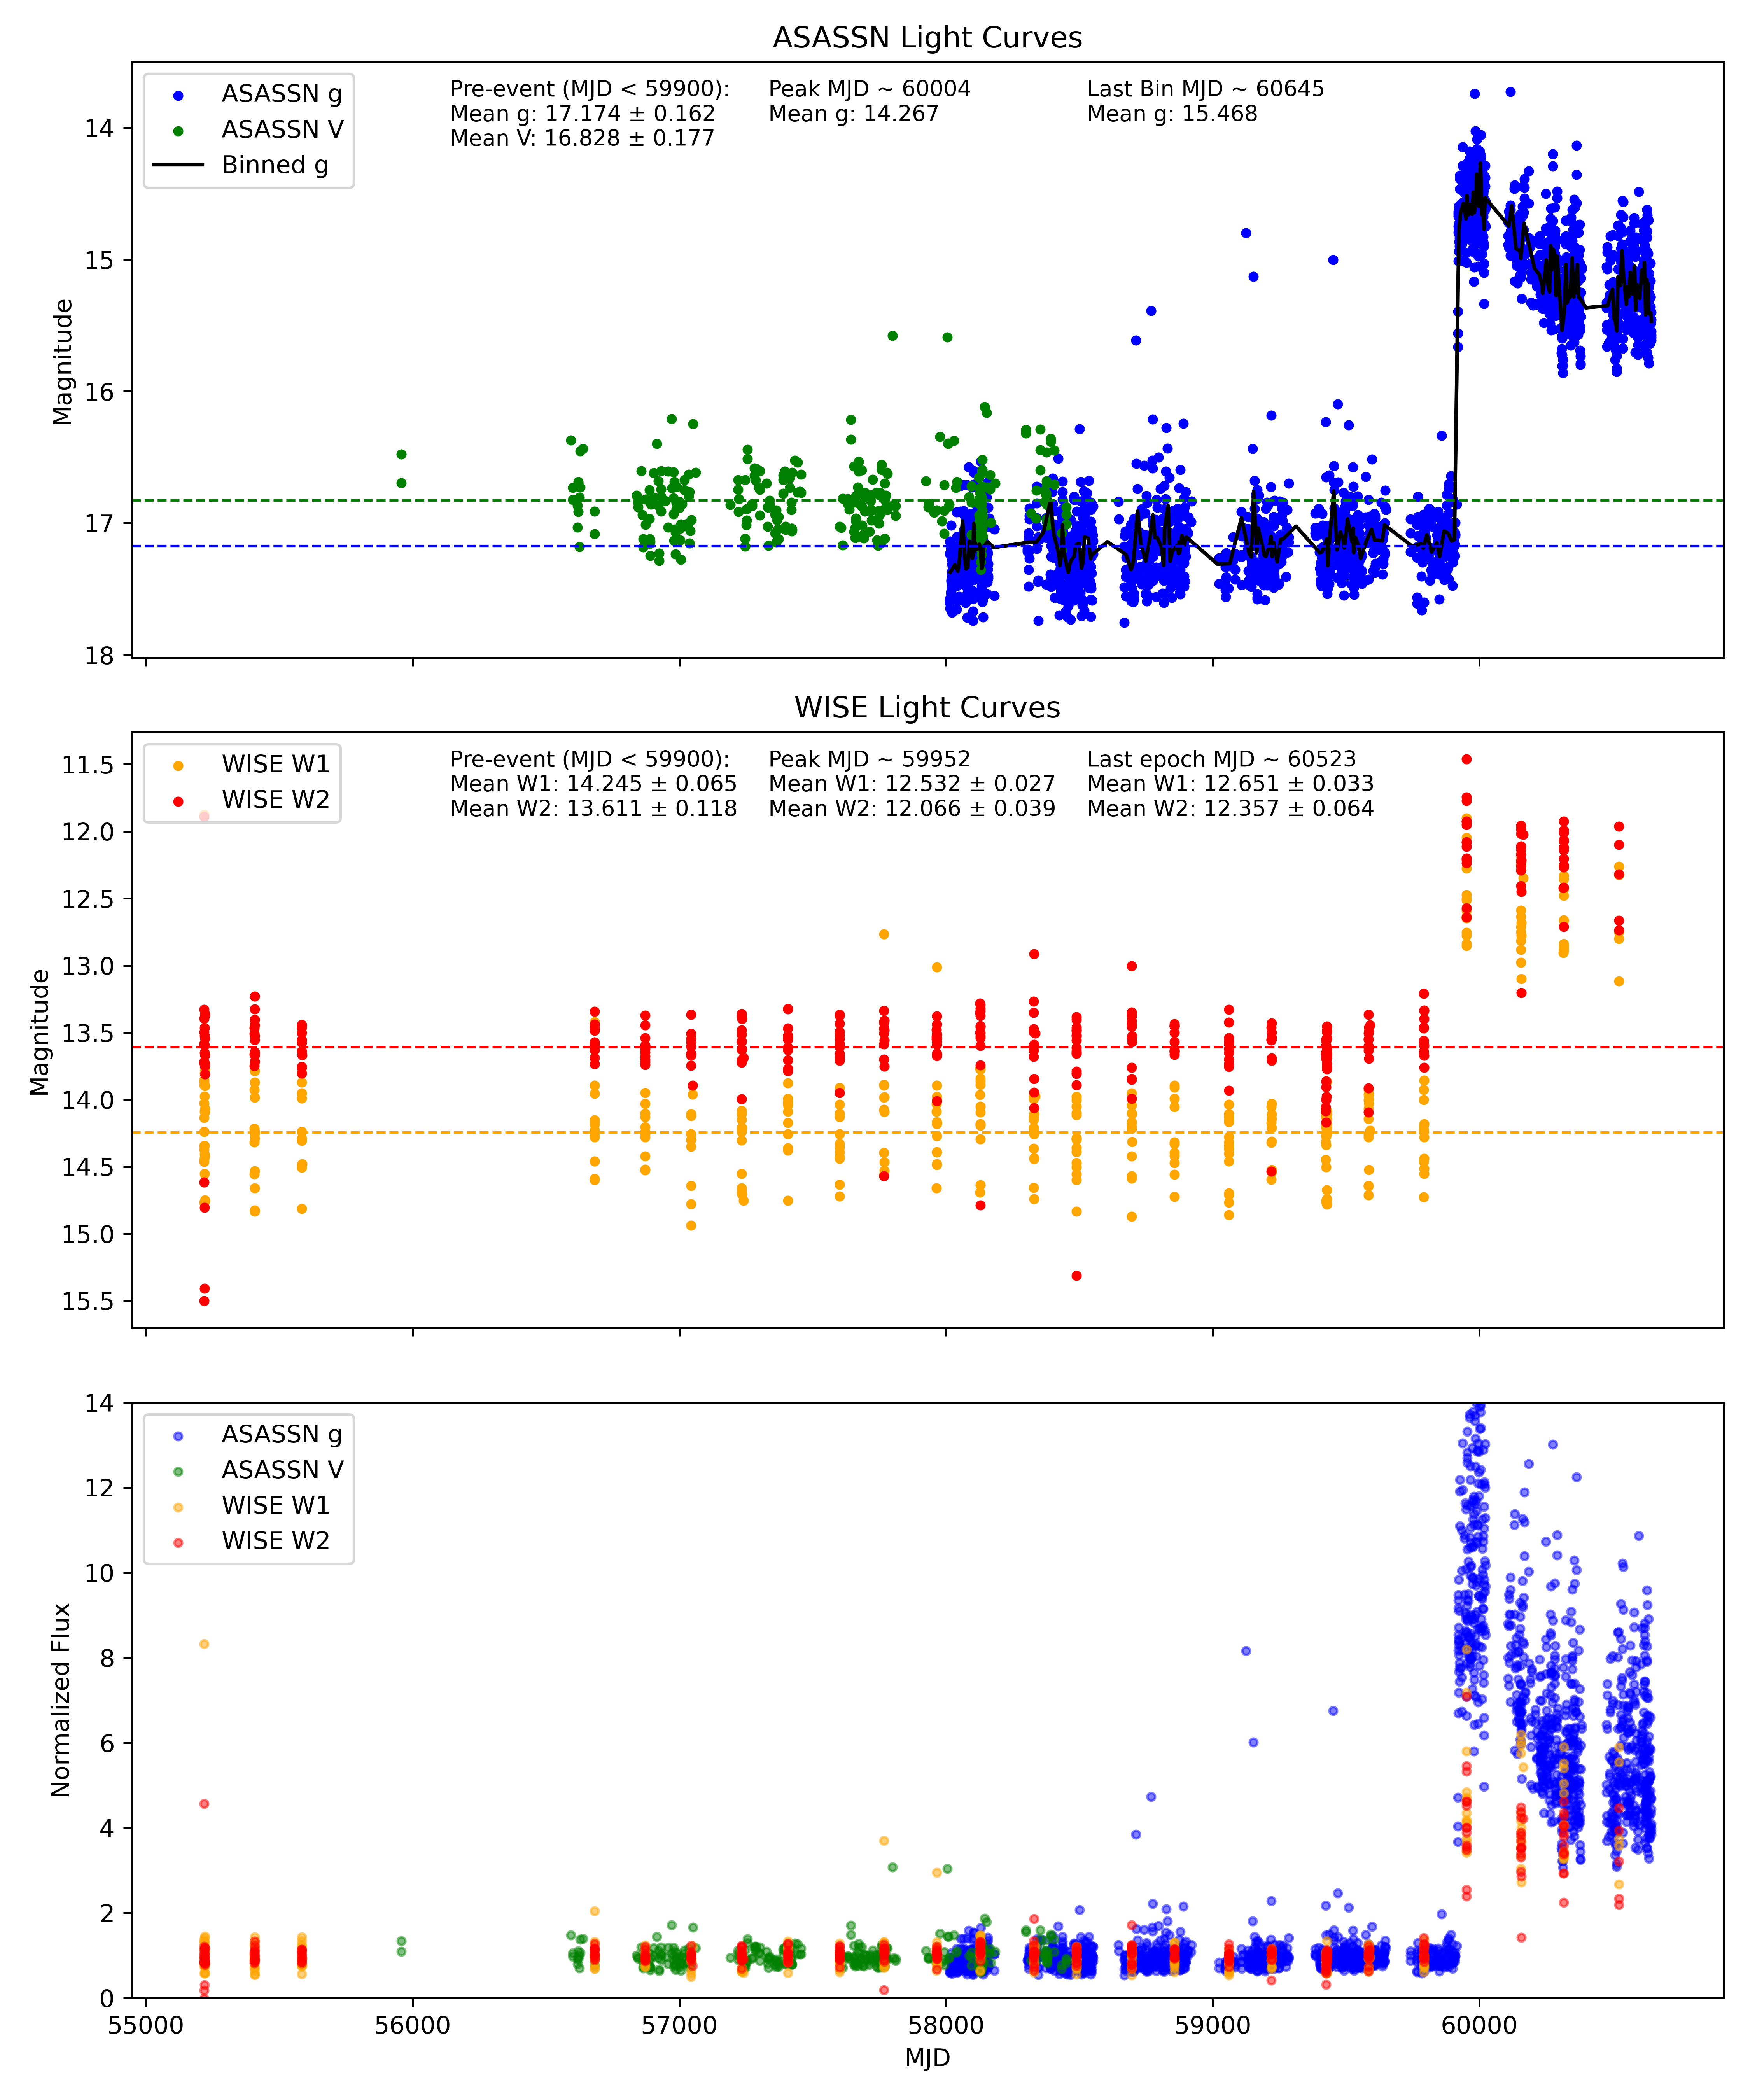 ASASSN Light Curves
ASASSN g
ASASSN V
Binned g
Pre-event (MJD < 59900):
Mean g: 17.174 ± 0.162
Mean V: 16.828 ± 0.177
Peak MJD ~ 60004
Mean g: 14.267
Last Bin MJD ~ 60645
Mean g: 15.468
Magnitude
14
15
16
17
18
WISE Light Curves
WISE W1
WISE W2
Pre-event (MJD < 59900):
Mean W1: 14.245 ± 0.065
Mean W2: 13.611 ± 0.118
Peak MJD ~ 59952
Mean W1: 12.532 ± 0.027
Mean W2: 12.066 ± 0.039
Last epoch MJD ~ 60523
Mean W1: 12.651 ± 0.033
Mean W2: 12.357 ± 0.064
Magnitude
11.5
12.0
12.5
13.0
13.5
14.0
14.5
15.0
15.5
ASASSN g
ASASSN V
WISE W1
WISE W2
Normalized Flux
14
12
10
8
6
4
2
0
55000
56000
57000
58000
59000
60000
MJD